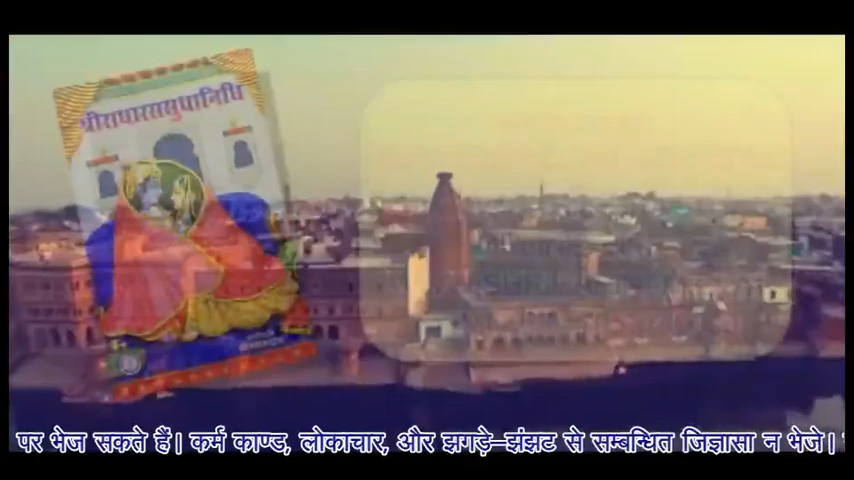 श्रीराधारससुधानिधि
पर भेज सकते हैं। कर्म काण्ड, लोकाचार, और झगड़े–झंझट से सम्बन्धित जिज्ञासा न भेजे।